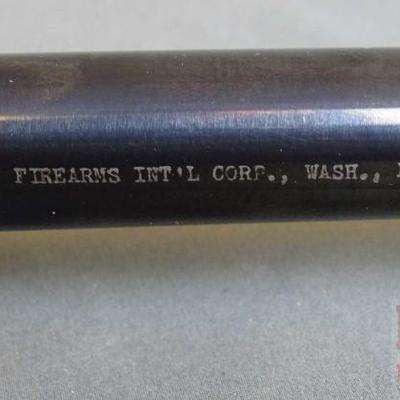 FIREARMS INT'L CORP., WASH.,